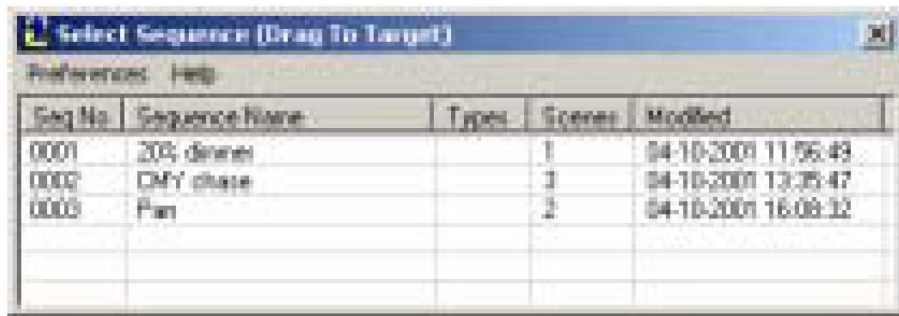 Select Sequence (Drag To Target)
Preferences Help
Seq No Sequence Name Types Scenes Modified
0001 20% dimmer 1 04-10-2001 11:56:49
0002 CMY chase 3 04-10-2001 13:35:47
0003 Pan 2 04-10-2001 16:08:32